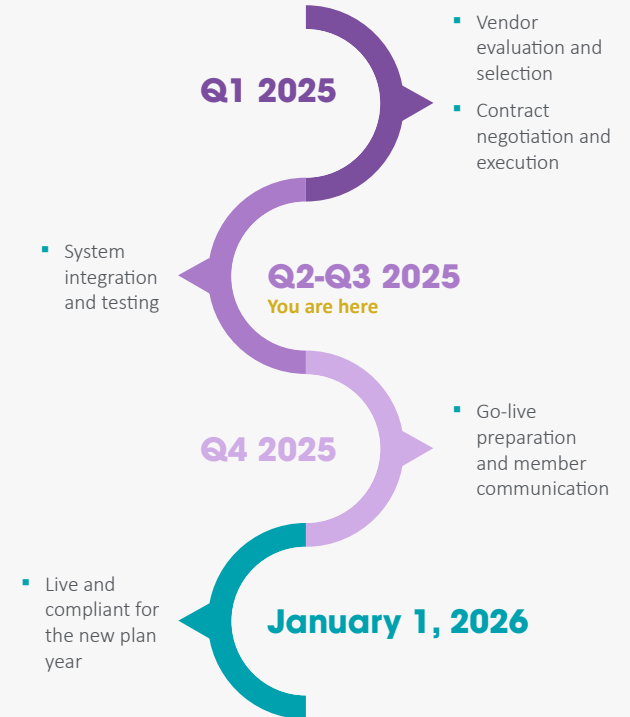 Q1 2025
▪ Vendor
evaluation and
selection
▪ Contract
negotiation and
execution
Q2-Q3 2025
You are here
▪ System
integration
and testing
Q4 2025
▪ Go-live
preparation
and member
communication
January 1, 2026
▪ Live and
compliant for
the new plan
year